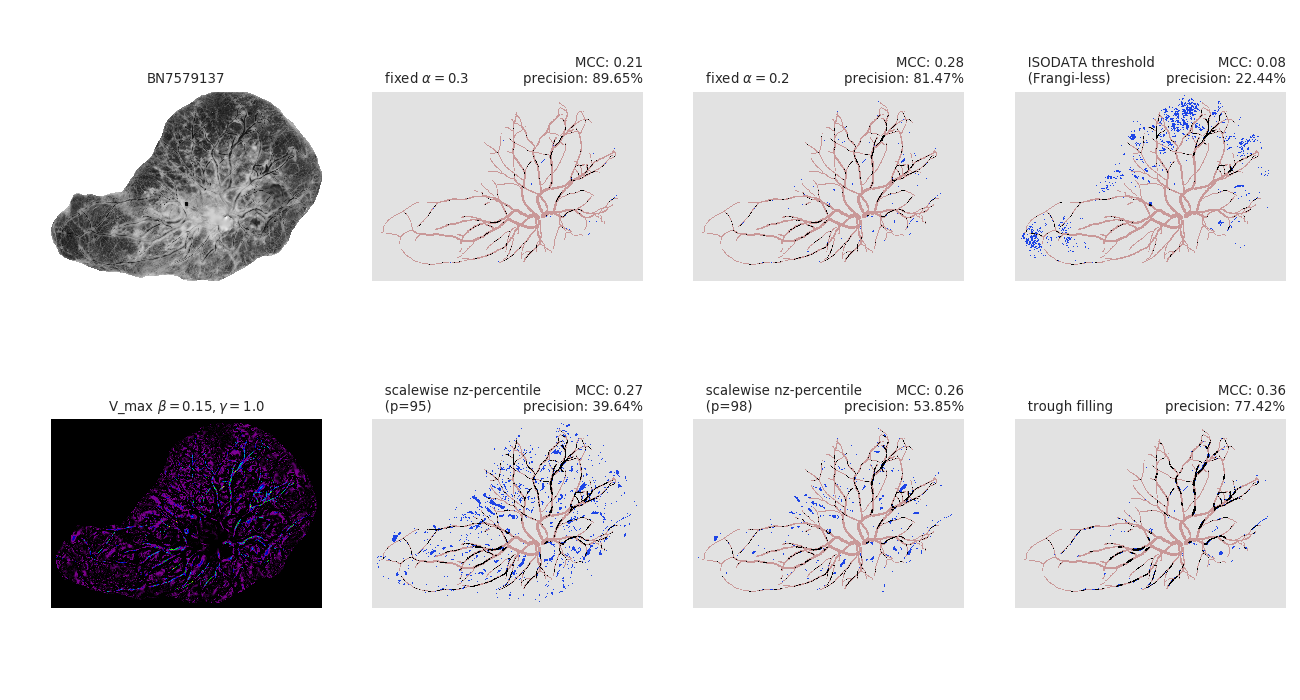 BN7579137
fixed α = 0.3
MCC: 0.21
precision: 89.65%
fixed α = 0.2
MCC: 0.28
precision: 81.47%
ISODATA threshold
(Frangi-less)
MCC: 0.08
precision: 22.44%
V_max β = 0.15, γ = 1.0
scalewise nz-percentile
(p=95)
MCC: 0.27
precision: 39.64%
scalewise nz-percentile
(p=98)
MCC: 0.26
precision: 53.85%
trough filling
MCC: 0.36
precision: 77.42%